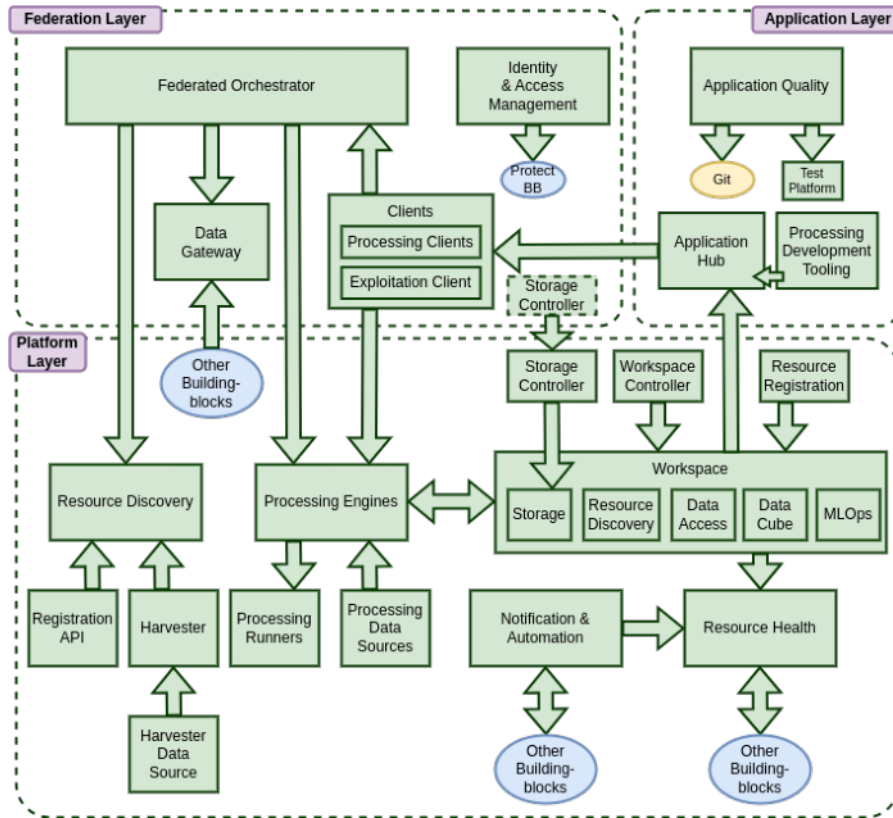 Federation Layer
Application Layer
Federated Orchestrator
Identity
& Access
Management
Application Quality
Protect
BB
Git
Test
Platform
Data
Gateway
Clients
Processing Clients
Exploitation Client
Application
Hub
Processing
Development
Tooling
Storage
Controller
Platform
Layer
Other
Building-
blocks
Storage
Controller
Workspace
Controller
Resource
Registration
Resource Discovery
Processing Engines
Workspace
Storage
Resource
Discovery
Data
Access
Data
Cube
MLOps
Registration
API
Harvester
Processing
Runners
Processing
Data
Sources
Notification &
Automation
Resource Health
Harvester
Data
Source
Other
Building-
blocks
Other
Building-
blocks